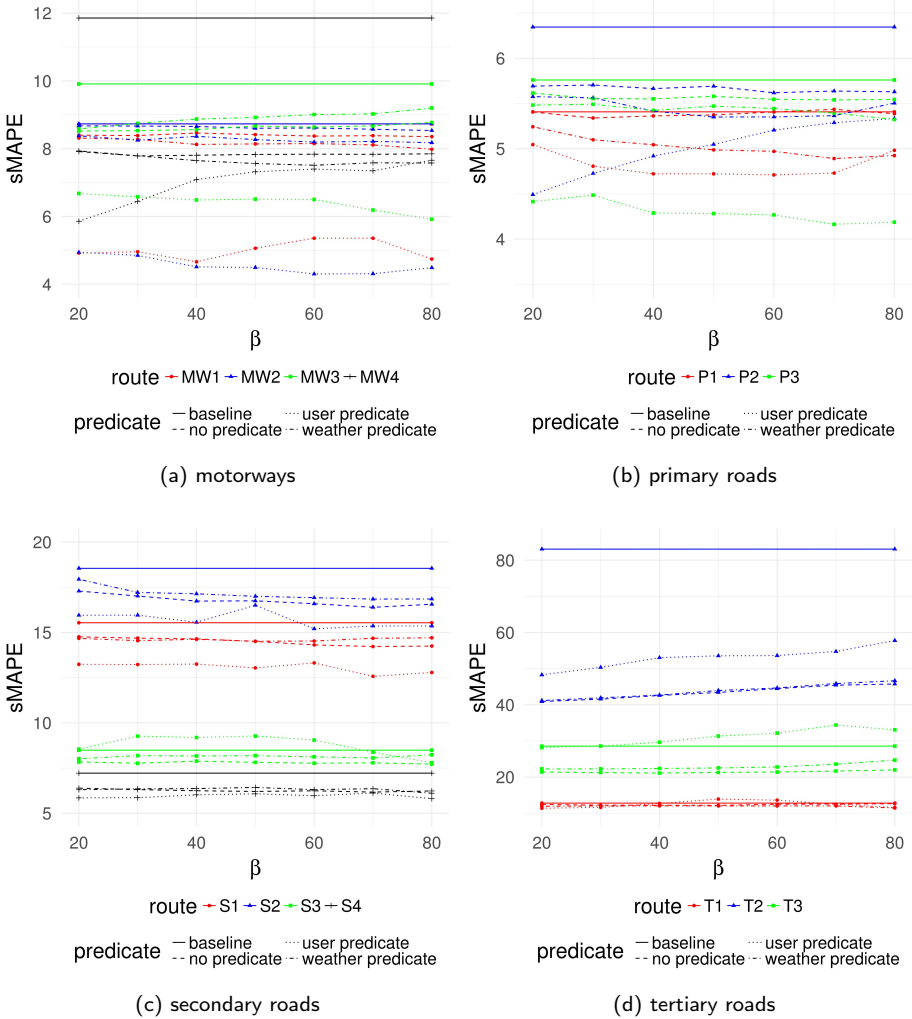 12
10
8
6
4
sMAPE
20 40 60 80
β
route MW1 MW2 MW3 MW4
predicate baseline user predicate
no predicate weather predicate
(a) motorways
6
5
4
sMAPE
20 40 60 80
β
route P1 P2 P3
predicate baseline user predicate
no predicate weather predicate
(b) primary roads
20
15
10
5
sMAPE
20 40 60 80
β
route S1 S2 S3 S4
predicate baseline user predicate
no predicate weather predicate
(c) secondary roads
80
60
40
20
sMAPE
20 40 60 80
β
route T1 T2 T3
predicate baseline user predicate
no predicate weather predicate
(d) tertiary roads